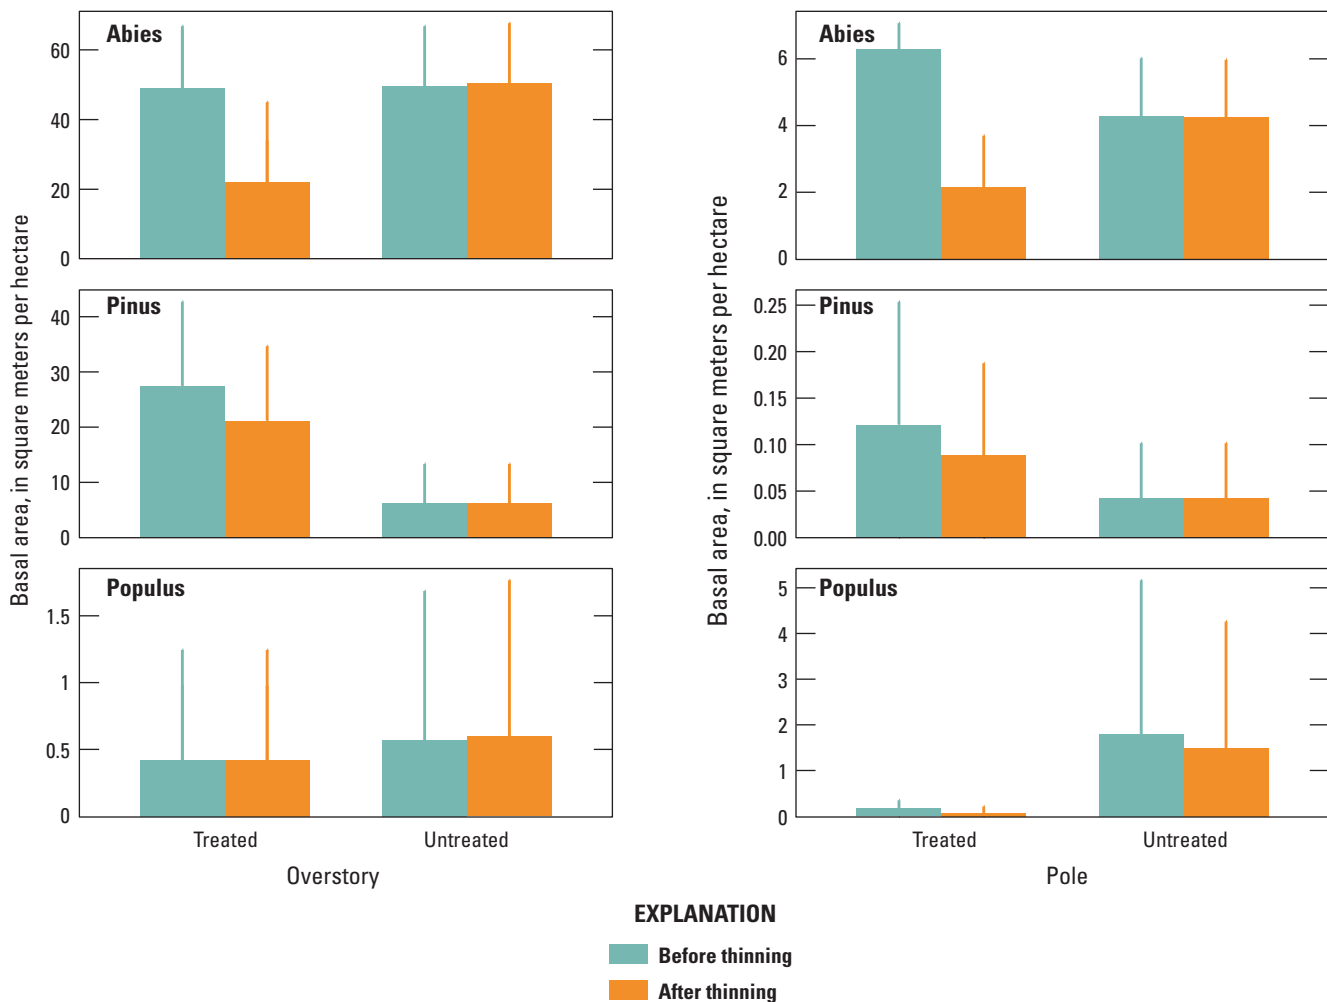 Basal area, in square meters per hectare
Abies
60
40
20
0
Pinus
40
30
20
10
0
Populus
1.5
1
0.5
0
Treated
Untreated
Overstory
Basal area, in square meters per hectare
Abies
6
4
2
0
Pinus
0.25
0.20
0.15
0.10
0.05
0.00
Populus
5
4
3
2
1
0
Treated
Untreated
Pole
EXPLANATION
Before thinning
After thinning